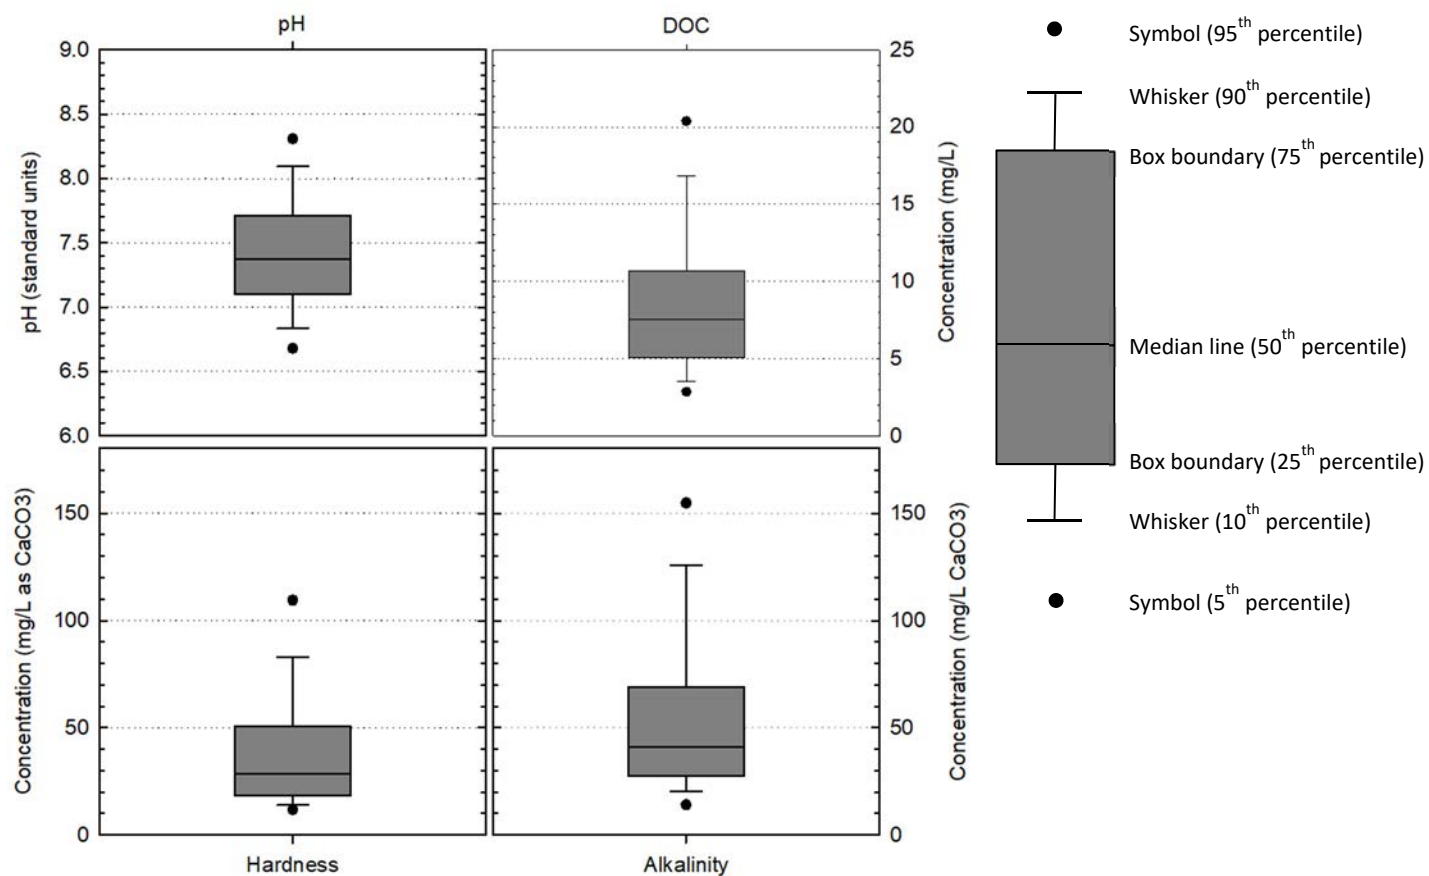 pH
DOC
9.0
8.5
8.0
7.5
7.0
6.5
6.0
pH (standard units)
25
20
15
10
5
0
Concentration (mg/L)
150
100
50
0
Concentration (mg/L as CaCO3)
150
100
50
0
Concentration (mg/L CaCO3)
Hardness
Alkalinity
Symbol (95th percentile)
Whisker (90th percentile)
Box boundary (75th percentile)
Median line (50th percentile)
Box boundary (25th percentile)
Whisker (10th percentile)
Symbol (5th percentile)